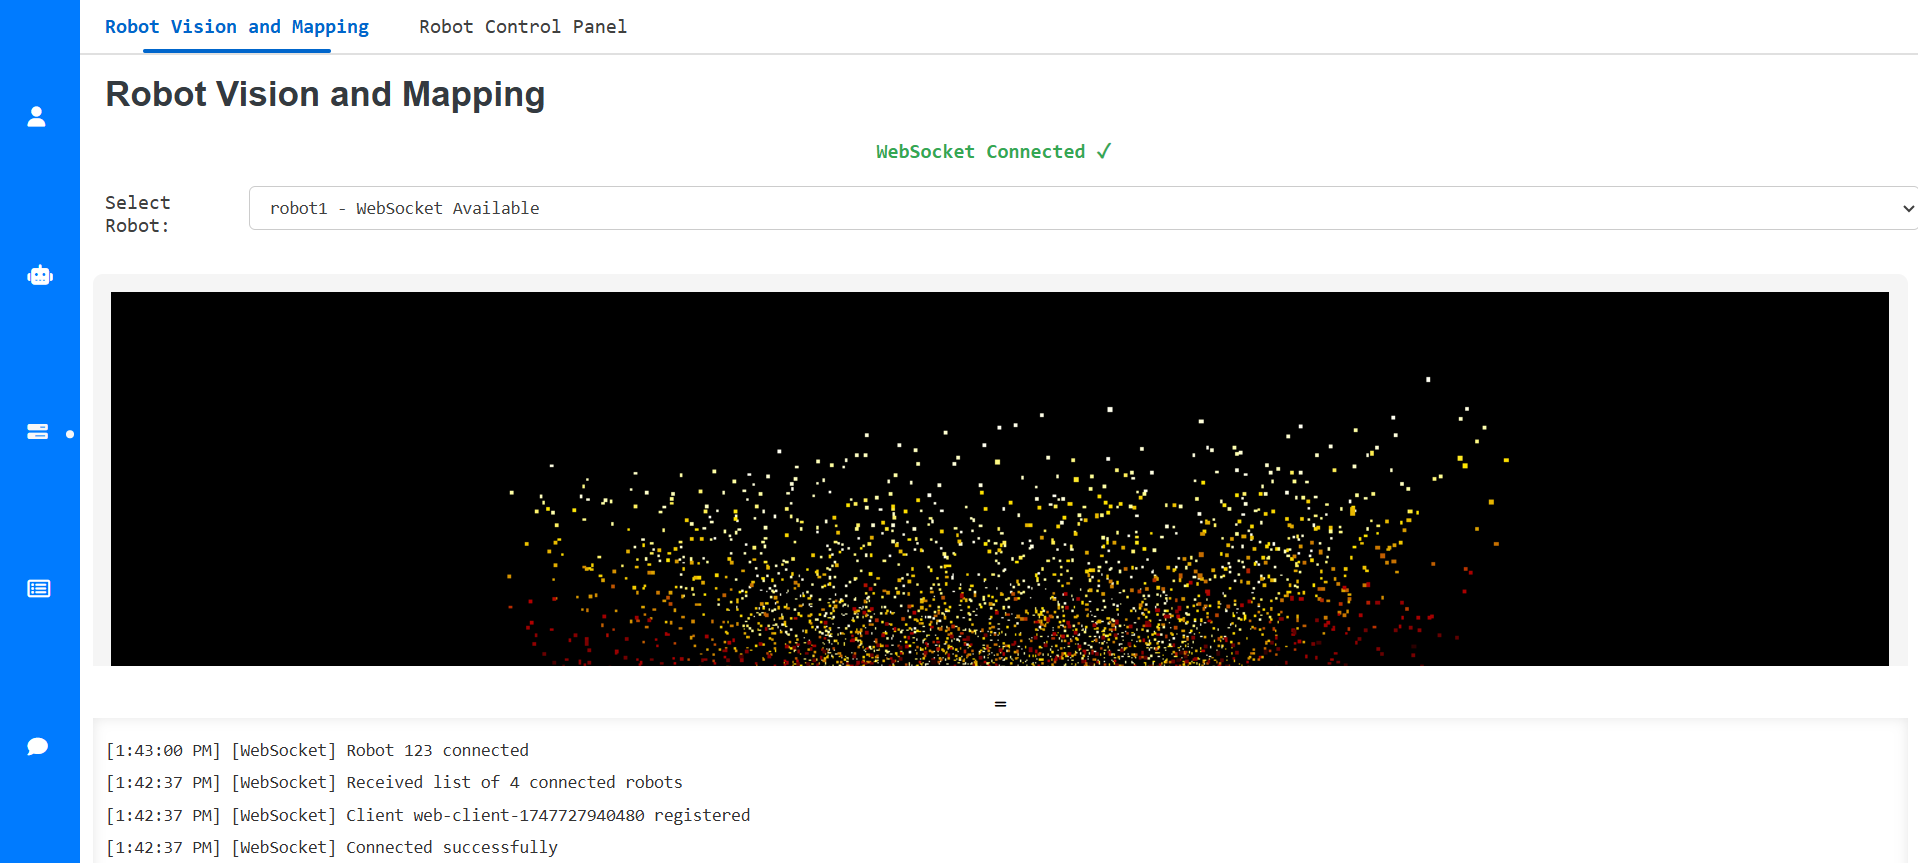 Robot Vision and Mapping
Robot Control Panel
Robot Vision and Mapping
WebSocket Connected ✓
Select
Robot:
robot1 - WebSocket Available
=
[1:43:00 PM] [WebSocket] Robot 123 connected
[1:42:37 PM] [WebSocket] Received list of 4 connected robots
[1:42:37 PM] [WebSocket] Client web-client-1747727940480 registered
[1:42:37 PM] [WebSocket] Connected successfully